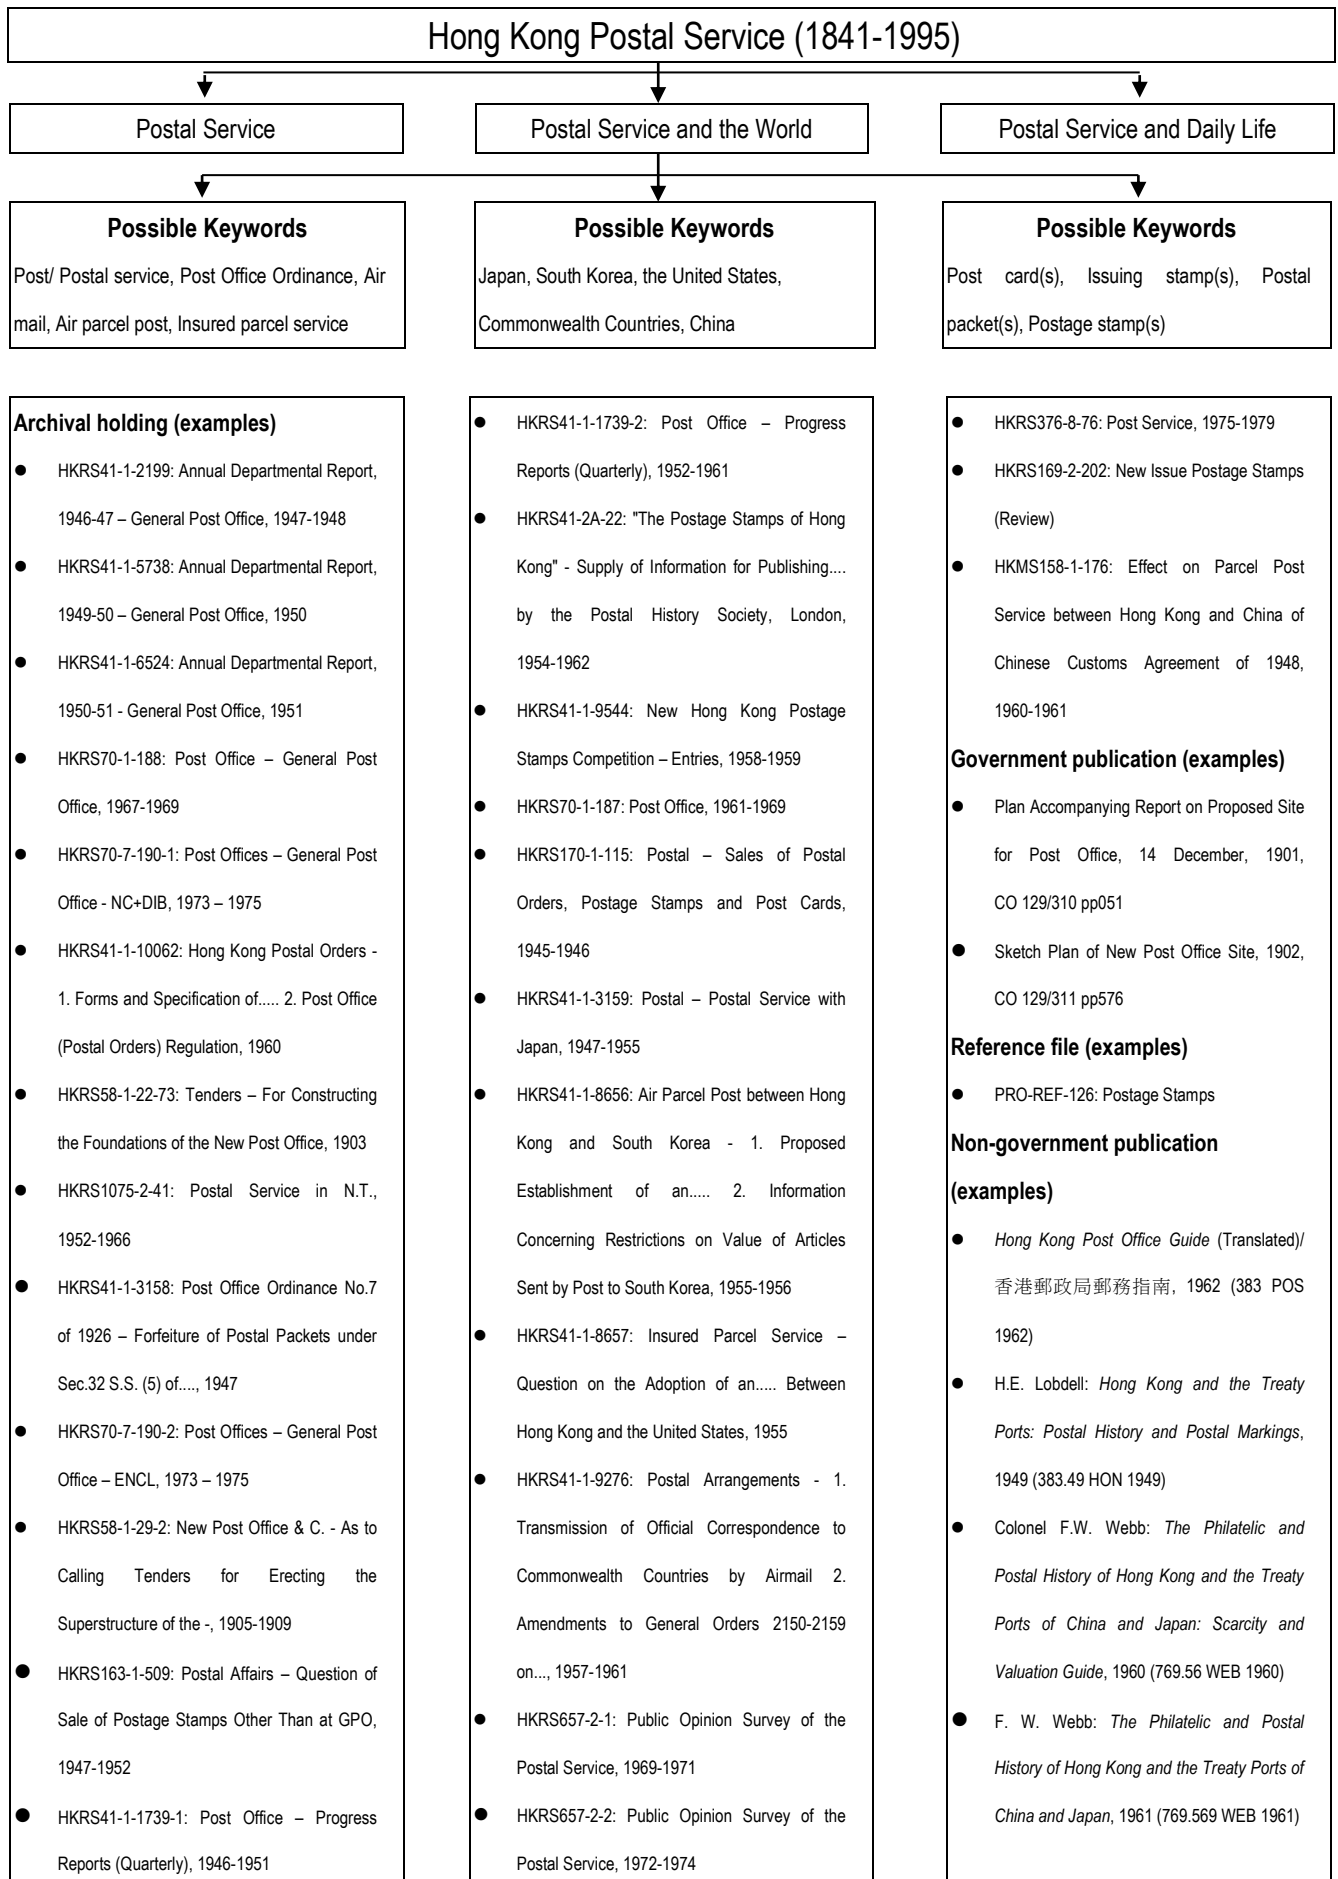 Hong Kong Postal Service (1841-1995)
Postal Service
Postal Service and the World
Postal Service and Daily Life
Possible Keywords
Post/ Postal service, Post Office Ordinance, Air
mail, Air parcel post, Insured parcel service
Possible Keywords
Japan, South Korea, the United States,
Commonwealth Countries, China
Possible Keywords
Post card(s), Issuing stamp(s), Postal
packet(s), Postage stamp(s)
Archival holding (examples)
● HKRS41-1-2199: Annual Departmental Report,
1946-47 – General Post Office, 1947-1948
● HKRS41-1-5738: Annual Departmental Report,
1949-50 – General Post Office, 1950
● HKRS41-1-6524: Annual Departmental Report,
1950-51 - General Post Office, 1951
● HKRS70-1-188: Post Office – General Post
Office, 1967-1969
● HKRS70-7-190-1: Post Offices – General Post
Office - NC+DIB, 1973 – 1975
● HKRS41-1-10062: Hong Kong Postal Orders -
1. Forms and Specification of..... 2. Post Office
(Postal Orders) Regulation, 1960
● HKRS58-1-22-73: Tenders – For Constructing
the Foundations of the New Post Office, 1903
● HKRS1075-2-41: Postal Service in N.T.,
1952-1966
● HKRS41-1-3158: Post Office Ordinance No.7
of 1926 – Forfeiture of Postal Packets under
Sec.32 S.S. (5) of...., 1947
● HKRS70-7-190-2: Post Offices – General Post
Office – ENCL, 1973 – 1975
● HKRS58-1-29-2: New Post Office & C. - As to
Calling Tenders for Erecting the
Superstructure of the -, 1905-1909
● HKRS163-1-509: Postal Affairs – Question of
Sale of Postage Stamps Other Than at GPO,
1947-1952
● HKRS41-1-1739-1: Post Office – Progress
Reports (Quarterly), 1946-1951
● HKRS41-1-1739-2: Post Office – Progress
Reports (Quarterly), 1952-1961
● HKRS41-2A-22: "The Postage Stamps of Hong
Kong" - Supply of Information for Publishing....
by the Postal History Society, London,
1954-1962
● HKRS41-1-9544: New Hong Kong Postage
Stamps Competition – Entries, 1958-1959
● HKRS70-1-187: Post Office, 1961-1969
● HKRS170-1-115: Postal – Sales of Postal
Orders, Postage Stamps and Post Cards,
1945-1946
● HKRS41-1-3159: Postal – Postal Service with
Japan, 1947-1955
● HKRS41-1-8656: Air Parcel Post between Hong
Kong and South Korea - 1. Proposed
Establishment of an..... 2. Information
Concerning Restrictions on Value of Articles
Sent by Post to South Korea, 1955-1956
● HKRS41-1-8657: Insured Parcel Service –
Question on the Adoption of an..... Between
Hong Kong and the United States, 1955
● HKRS41-1-9276: Postal Arrangements - 1.
Transmission of Official Correspondence to
Commonwealth Countries by Airmail 2.
Amendments to General Orders 2150-2159
on..., 1957-1961
● HKRS657-2-1: Public Opinion Survey of the
Postal Service, 1969-1971
● HKRS657-2-2: Public Opinion Survey of the
Postal Service, 1972-1974
● HKRS376-8-76: Post Service, 1975-1979
● HKRS169-2-202: New Issue Postage Stamps
(Review)
● HKMS158-1-176: Effect on Parcel Post
Service between Hong Kong and China of
Chinese Customs Agreement of 1948,
1960-1961
Government publication (examples)
● Plan Accompanying Report on Proposed Site
for Post Office, 14 December, 1901,
CO 129/310 pp051
● Sketch Plan of New Post Office Site, 1902,
CO 129/311 pp576
Reference file (examples)
● PRO-REF-126: Postage Stamps
Non-government publication
(examples)
● Hong Kong Post Office Guide (Translated)/
香港郵政局郵務指南, 1962 (383 POS
1962)
● H.E. Lobdell: Hong Kong and the Treaty
Ports: Postal History and Postal Markings,
1949 (383.49 HON 1949)
● Colonel F.W. Webb: The Philatelic and
Postal History of Hong Kong and the Treaty
Ports of China and Japan: Scarcity and
Valuation Guide, 1960 (769.56 WEB 1960)
● F. W. Webb: The Philatelic and Postal
History of Hong Kong and the Treaty Ports of
China and Japan, 1961 (769.569 WEB 1961)